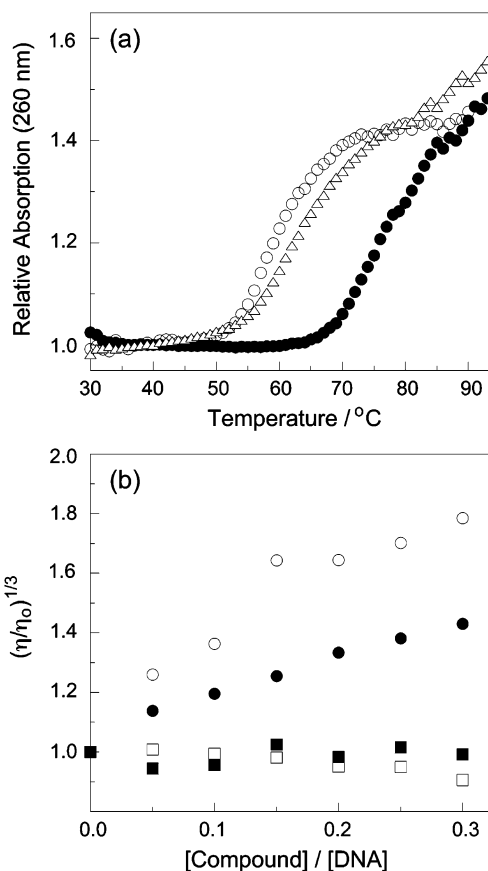 (a)
Relative Absorption (260 nm)
1.6
1.4
1.2
1.0
30 40 50 60 70 80 90
Temperature / °C
(b)
(η/ηo)1/3
2.0
1.8
1.6
1.4
1.2
1.0
0.0 0.1 0.2 0.3
[Compound] / [DNA]